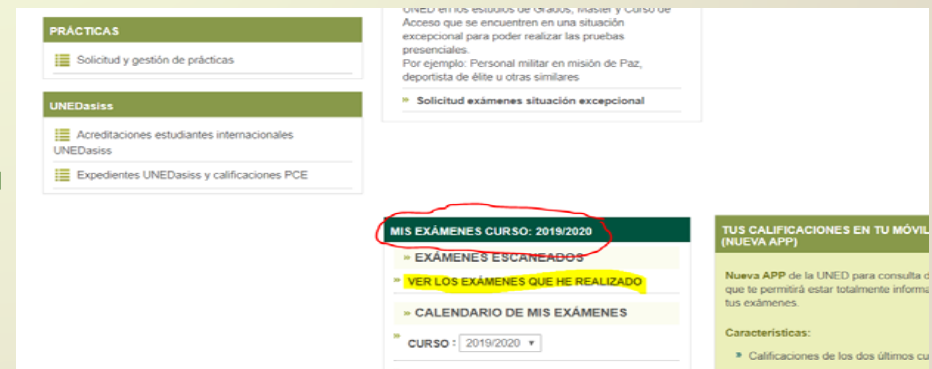 PRÁCTICAS
Solicitud y gestión de prácticas
UNEDasiss
Acreditaciones estudiantes internacionales
UNEDasiss
Expedientes UNEDasiss y calificaciones PCE
UNED en los estudios de Grados, Máster y Curso de
Acceso que se encuentren en una situación
excepcional para poder realizar las pruebas
presenciales.
Por ejemplo: Personal militar en misión de Paz,
deportista de élite u otras similares
» Solicitud exámenes situación excepcional
MIS EXÁMENES CURSO: 2019/2020
» EXÁMENES ESCANEADOS
» VER LOS EXÁMENES QUE HE REALIZADO
» CALENDARIO DE MIS EXÁMENES
» CURSO : 2019/2020
TUS CALIFICACIONES EN TU MÓVIL
(NUEVA APP)
Nueva APP de la UNED para consulta
que te permitirá estar totalmente
tus exámenes.
Características:
» Calificaciones de los dos últimos